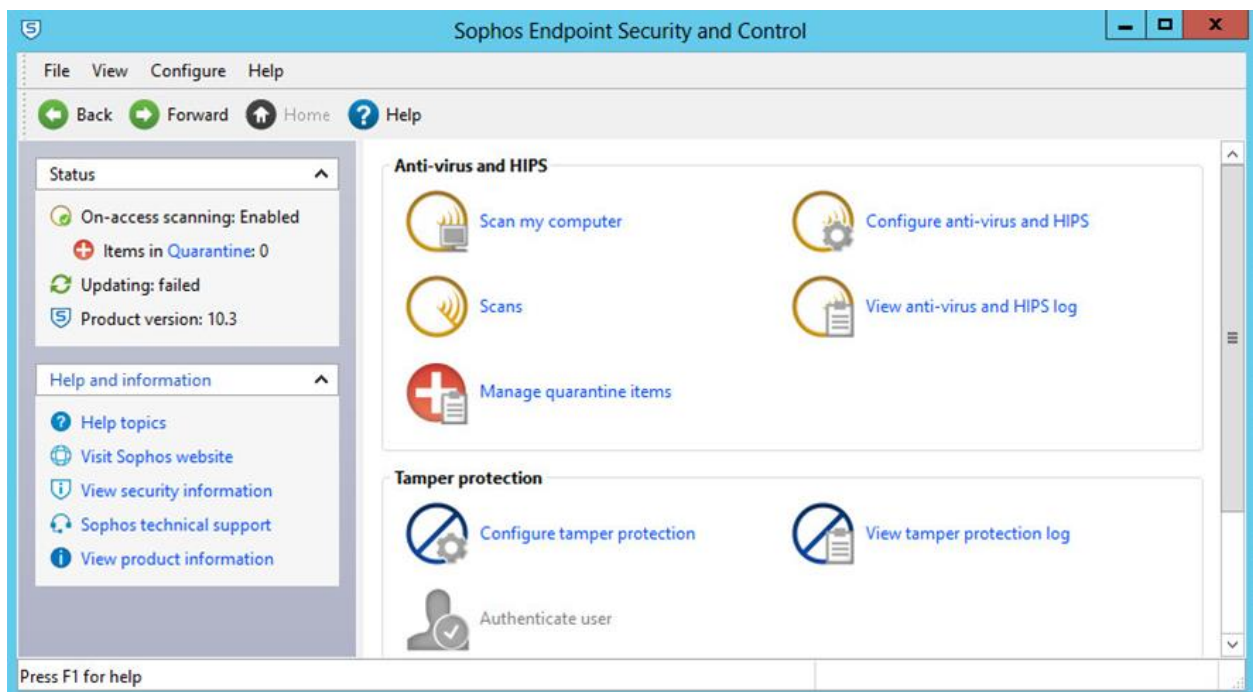 Sophos Endpoint Security and Control
File View Configure Help
Back Forward Home Help
Status
On-access scanning: Enabled
Items in Quarantine: 0
Updating: failed
Product version: 10.3
Help and information
Help topics
Visit Sophos website
View security information
Sophos technical support
View product information
Anti-virus and HIPS
Scan my computer
Configure anti-virus and HIPS
Scans
View anti-virus and HIPS log
Manage quarantine items
Tamper protection
Configure tamper protection
View tamper protection log
Authenticate user
Press F1 for help